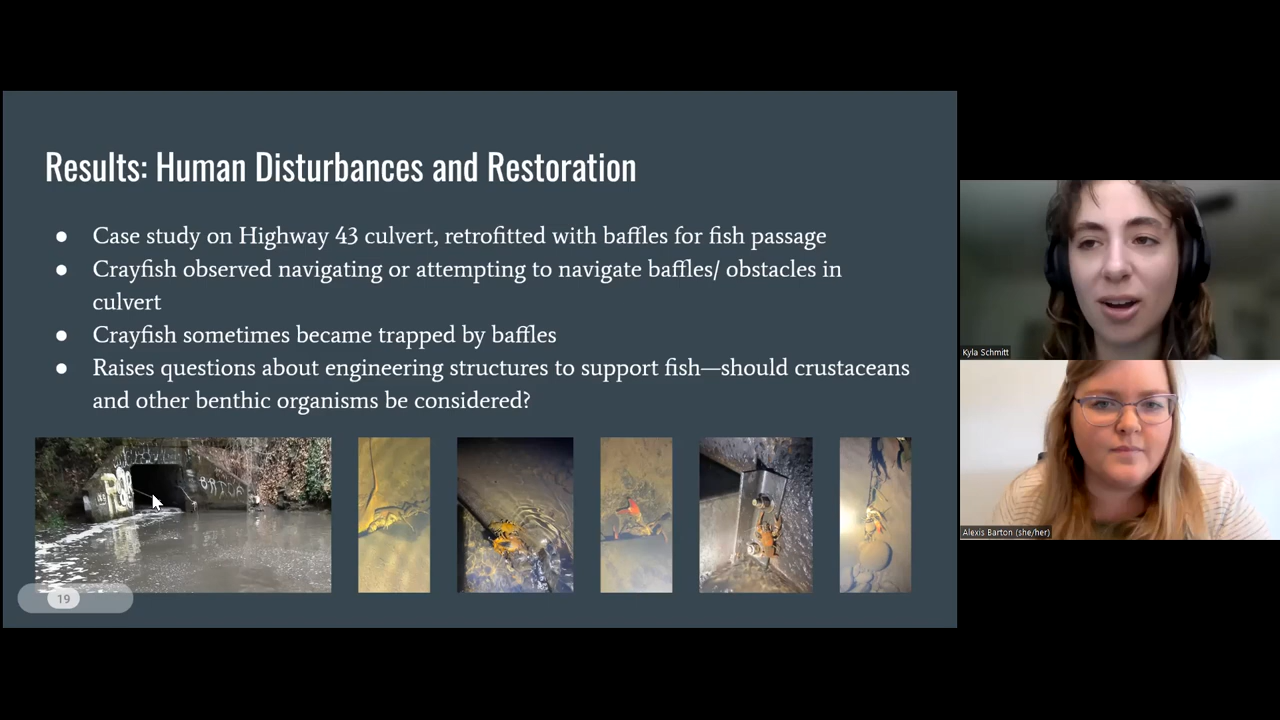 Results: Human Disturbances and Restoration
● Case study on Highway 43 culvert, retrofitted with baffles for fish passage
● Crayfish observed navigating or attempting to navigate baffles/ obstacles in
culvert
● Crayfish sometimes became trapped by baffles
● Raises questions about engineering structures to support fish—should crustaceans
and other benthic organisms be considered?
19
Kyla Schmitt
Alexis Barton (she/her)